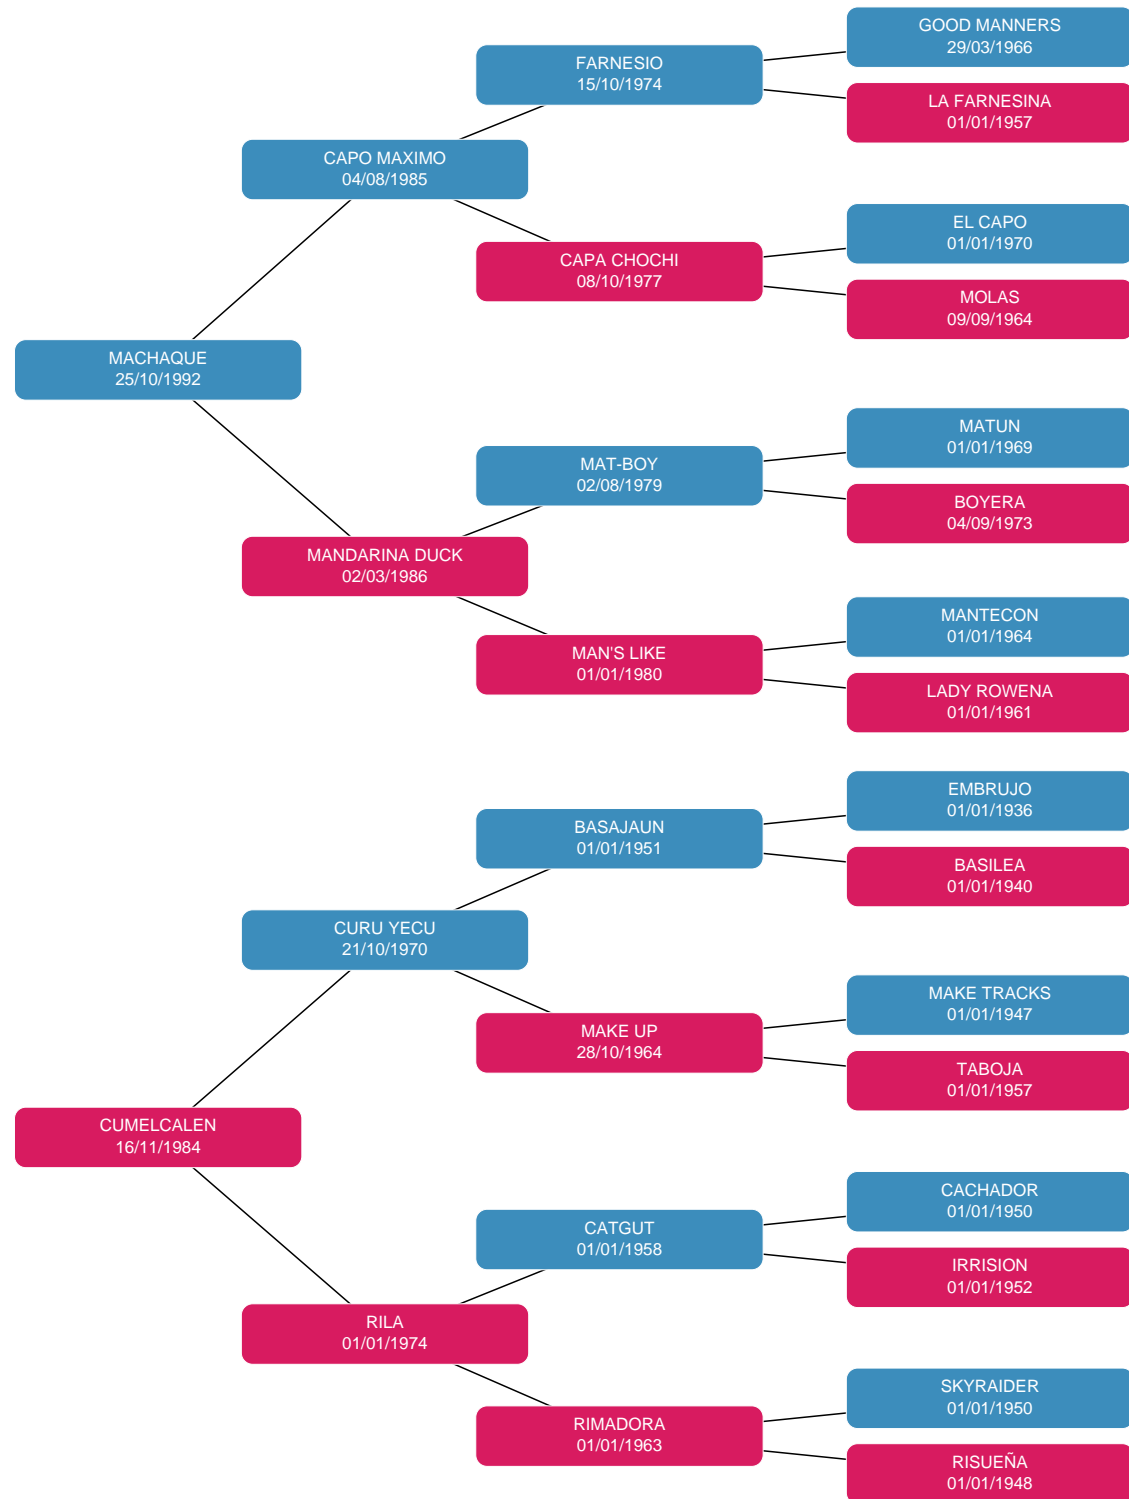 GOOD MANNERS
29/03/1966
FARNESIO
15/10/1974
LA FARNESINA
01/01/1957
CAPO MAXIMO
04/08/1985
EL CAPO
01/01/1970
CAPA CHOCHI
08/10/1977
MOLAS
09/09/1964
MACHAQUE
25/10/1992
MATUN
01/01/1969
MAT-BOY
02/08/1979
BOYERA
04/09/1973
MANDARINA DUCK
02/03/1986
MANTECON
01/01/1964
MAN'S LIKE
01/01/1980
LADY ROWENA
01/01/1961
EMBRUJO
01/01/1936
BASAJAUN
01/01/1951
BASILEA
01/01/1940
CURU YECU
21/10/1970
MAKE TRACKS
01/01/1947
MAKE UP
28/10/1964
TABOJA
01/01/1957
CUMELCALEN
16/11/1984
CACHADOR
01/01/1950
CATGUT
01/01/1958
IRRISION
01/01/1952
RILA
01/01/1974
SKYRAIDER
01/01/1950
RIMADORA
01/01/1963
RISUEÑA
01/01/1948